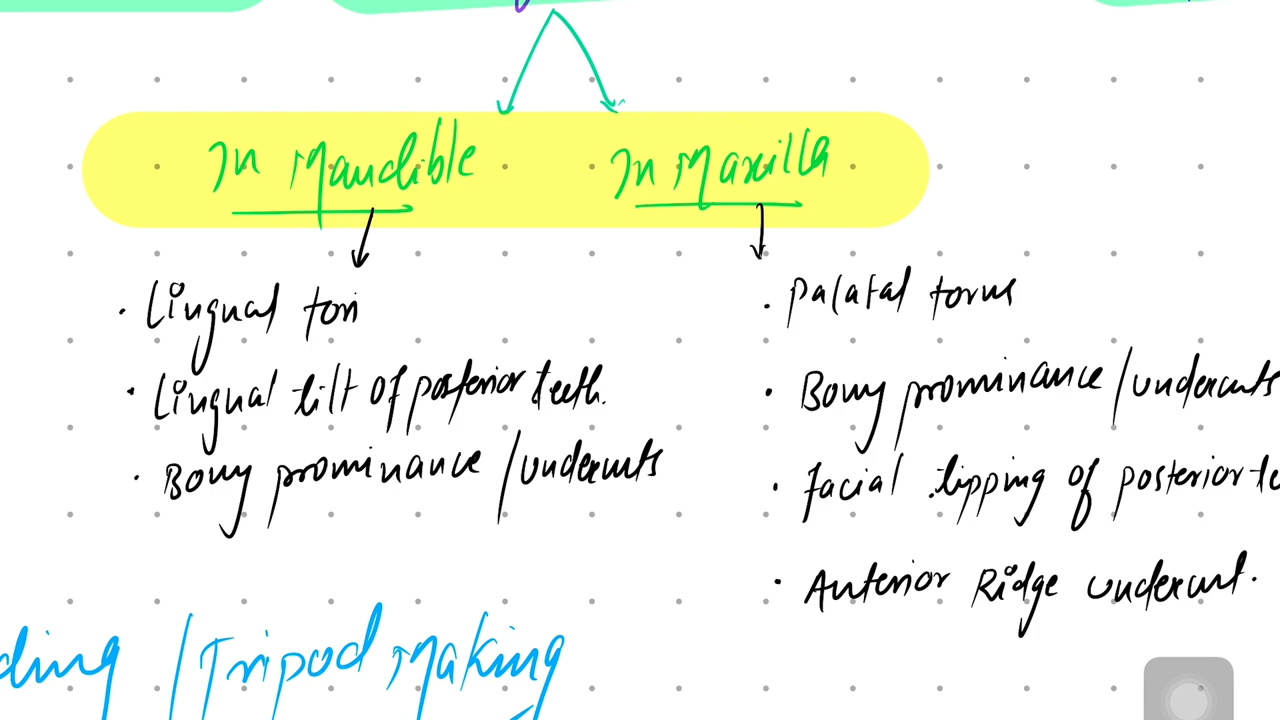 In Mandible
In Maxilla
· Lingual tori
· Lingual tilt of posterior teeth.
· Bony prominance / undercuts
· Palatal torus
· Bony prominance / undercuts
· Facial tipping of posterior te
· Anterior Ridge undercut.
ding / Tripod Making